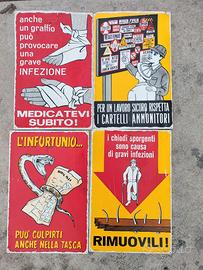 anche
un graffio
può
provocare
una
grave
INFEZIONE
MEDICATEVI
SUBITO!
PER UN LAVORO SICURO RISPETTA
I CARTELLI AMMONITORI
L'INFORTUNIO...
PUO' COLPIRTI
ANCHE NELLA TASCA
i chiodi sporgenti
sono causa
di gravi infezioni
RIMUOVILI!